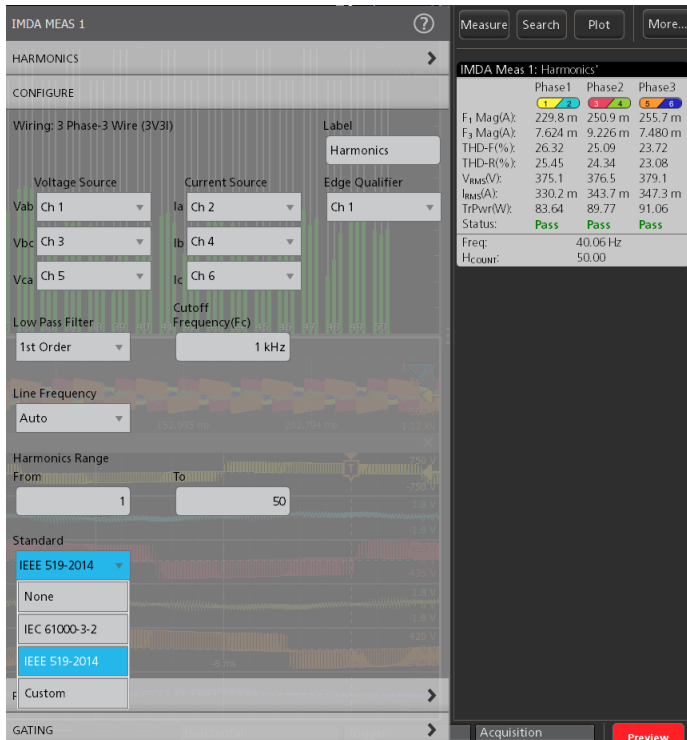 IMDA MEAS 1
?
HARMONICS
CONFIGURE
Wiring: 3 Phase-3 Wire (3V3I)
Label
Harmonics
Voltage Source
Current Source
Edge Qualifier
Vab Ch 1
Ia Ch 2
Ch 1
Vbc Ch 3
Ib Ch 4
Vca Ch 5
Ic Ch 6
Low Pass Filter
Cutoff
Frequency(Fc)
1st Order
1 kHz
Line Frequency
Auto
Harmonics Range
From
To
1
50
Standard
IEEE 519-2014
None
IEC 61000-3-2
IEEE 519-2014
Custom
GATING
Measure
Search
Plot
More...
IMDA Meas 1: Harmonics'
Phase1 Phase2 Phase3
1 2 3 4 5 6
F₁ Mag(A): 229.8 m 250.9 m 255.7 m
F₃ Mag(A): 7.624 m 9.226 m 7.480 m
THD-F(%): 26.32 25.09 23.72
THD-R(%): 25.45 24.34 23.08
VRMS(V): 375.1 376.5 379.1
IRMS(A): 330.2 m 343.7 m 347.3 m
TrPwr(W): 83.64 89.77 91.06
Status: Pass Pass Pass
Freq: 40.06 Hz
HCOUNT: 50.00
Acquisition
Preview